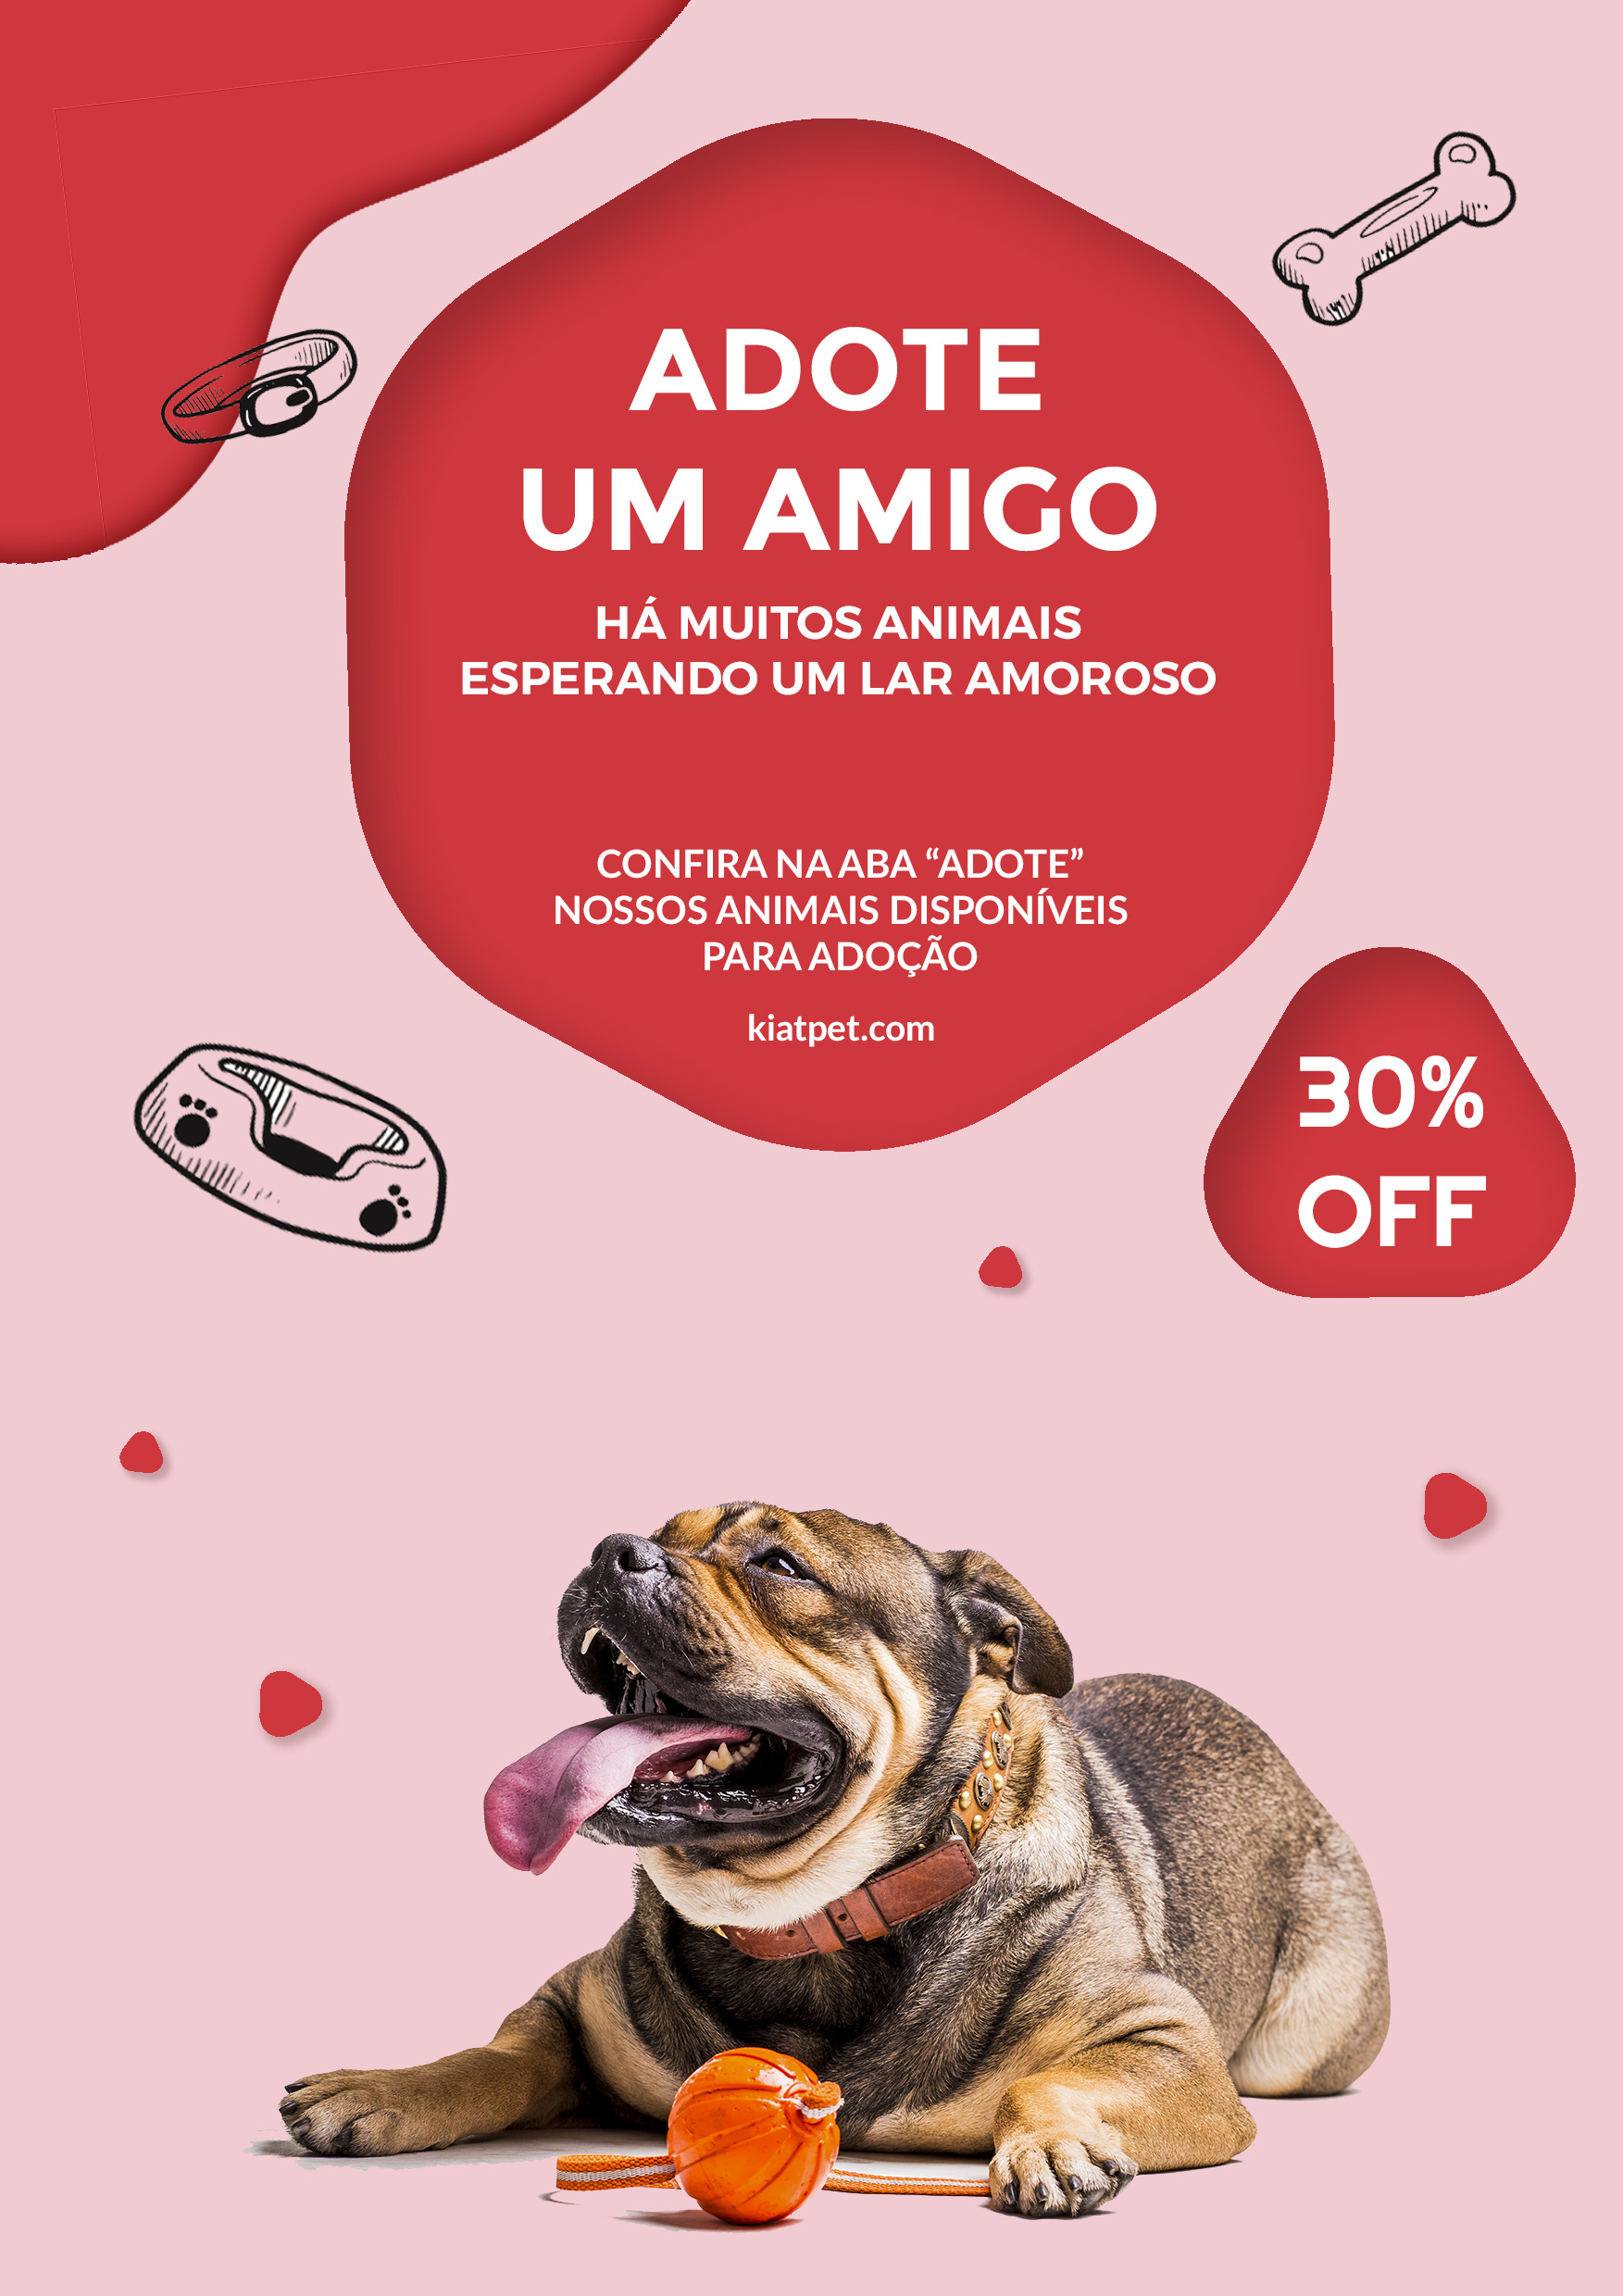 ADOTE
UM AMIGO
HÁ MUITOS ANIMAIS
ESPERANDO UM LAR AMOROSO
CONFIRA NA ABA “ADOTE”
NOSSOS ANIMAIS DISPONÍVEIS
PARA ADOÇÃO
kiatpet.com
30%
OFF